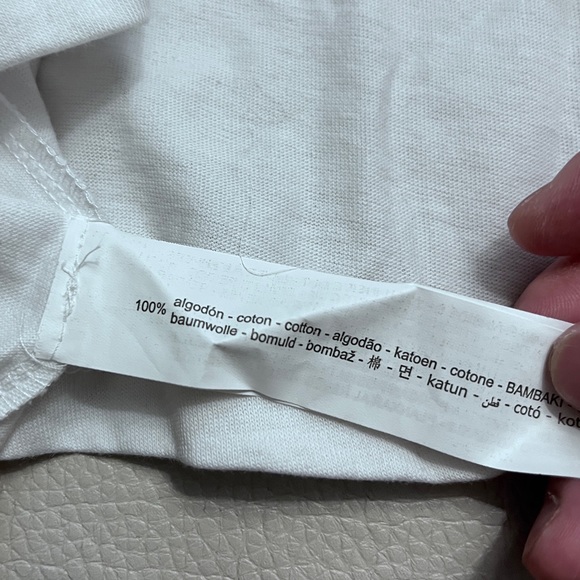 100% algodón - coton - cotton - algodão - katoen - cotone - BAMBAKI -
baumwolle - bomuld - bombaž - 棉 - 면 - katun - قطن - cotó -